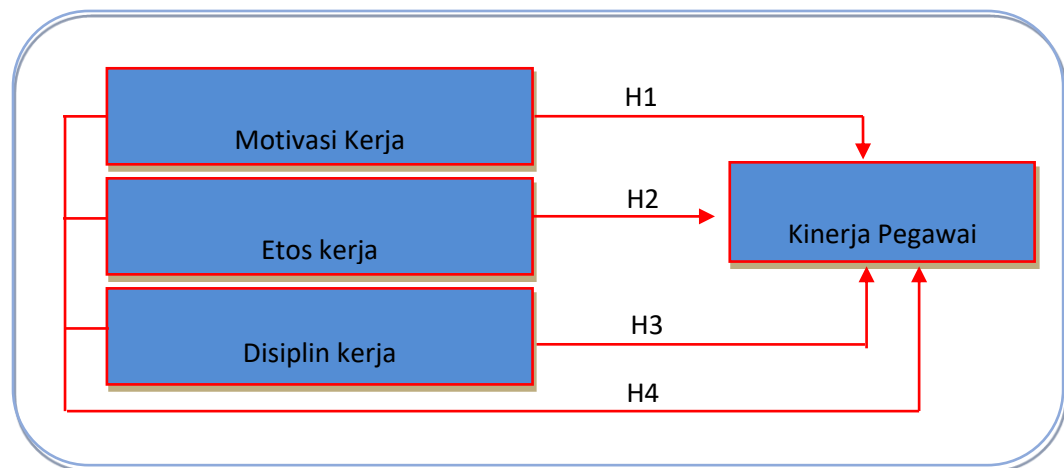 H1
Motivasi Kerja
H2
Kinerja Pegawai
Etos kerja
H3
Disiplin kerja
H4